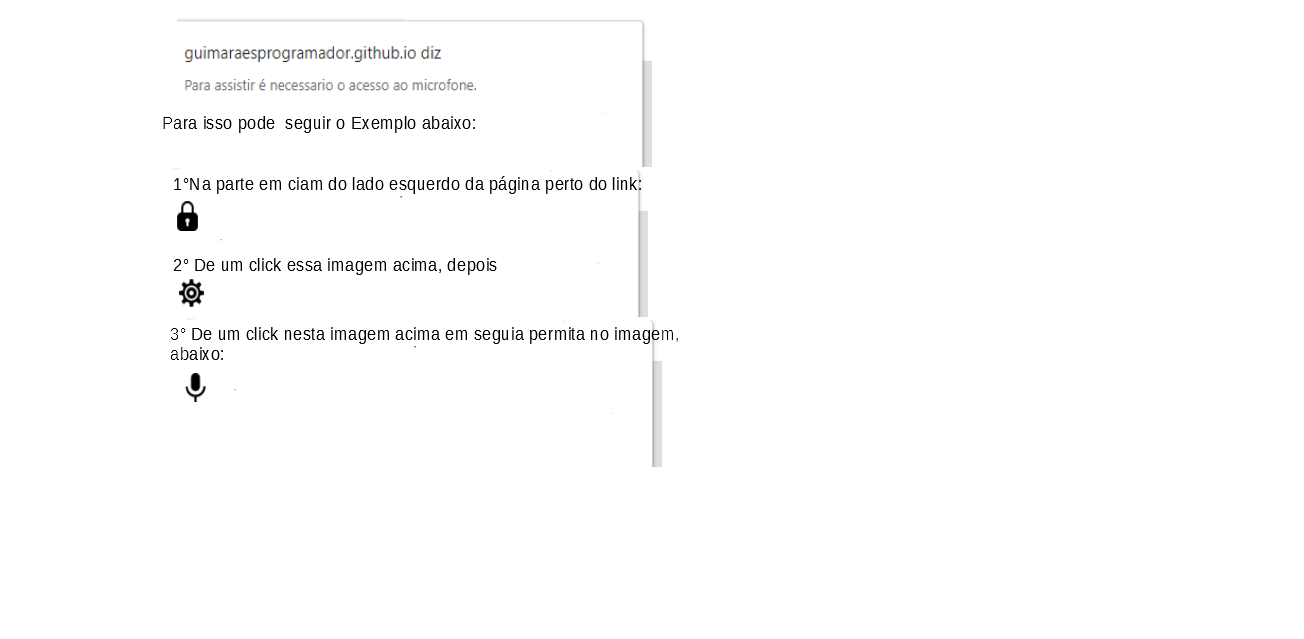 guimaraesprogramador.github.io diz
Para assistir é necessario o acesso ao microfone.
Para isso pode seguir o Exemplo abaixo:
1°Na parte em ciam do lado esquerdo da página perto do link:
2° De um click essa imagem acima, depois
3° De um click nesta imagem acima em seguia permita no imagem,
abaixo: